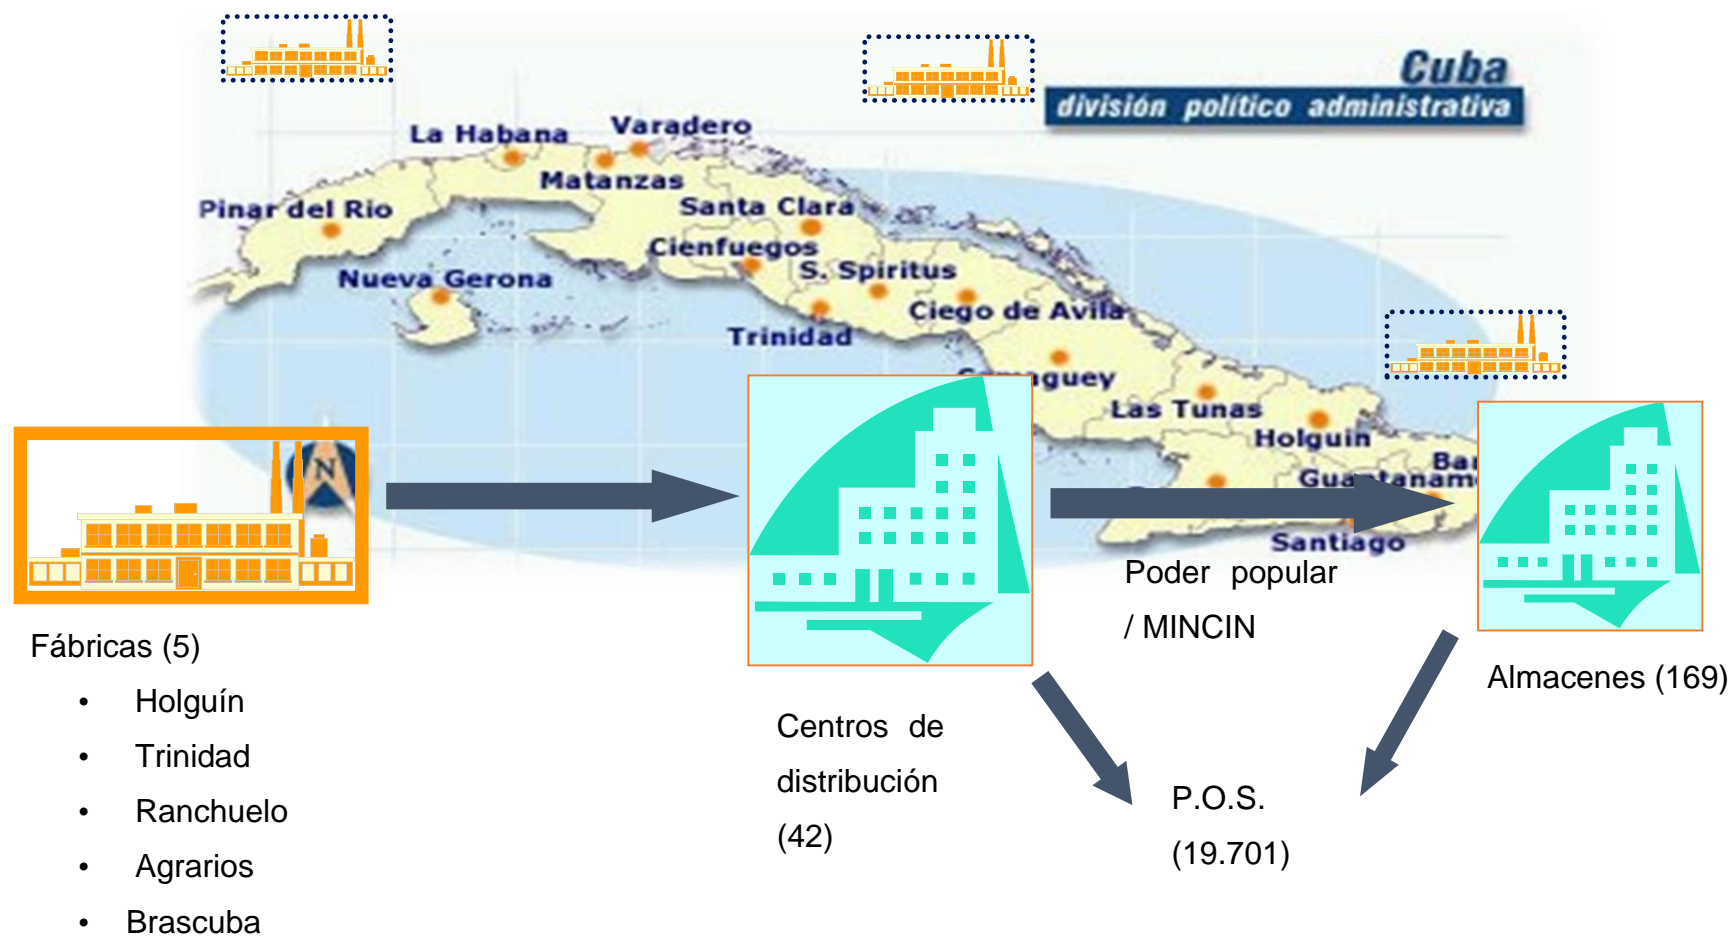 Cuba
división político administrativa
La Habana
Varadero
Matanzas
Pinar del Rio
Santa Clara
Cienfuegos
S. Spiritus
Nueva Gerona
Ciego de Avila
Trinidad
aguey
Las Tunas
Holguin
Santiago
N
Poder popular
/ MINCIN
Fábricas (5)
• Holguín
• Trinidad
• Ranchuelo
• Agrarios
• Brascuba
Centros de
distribución
(42)
Almacenes (169)
P.O.S.
(19.701)